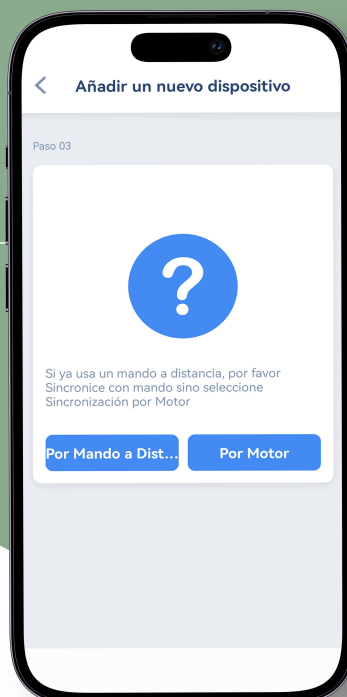 Añadir un nuevo dispositivo
Paso 03
?
Si ya usa un mando a distancia, por favor
Sincronice con mando sino seleccione
Sincronización por Motor
Por Mando a Dist...
Por Motor